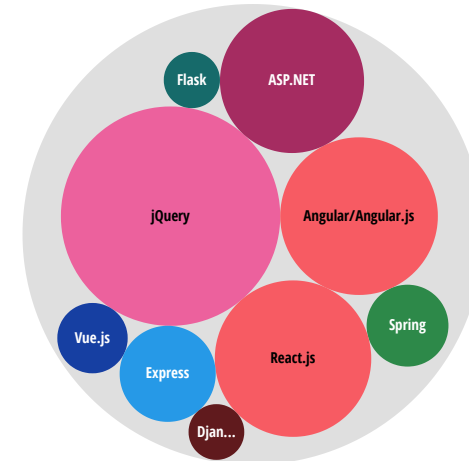 Flask
ASP.NET
jQuery
Angular/Angular.js
Vue.js
Express
React.js
Spring
Djan...